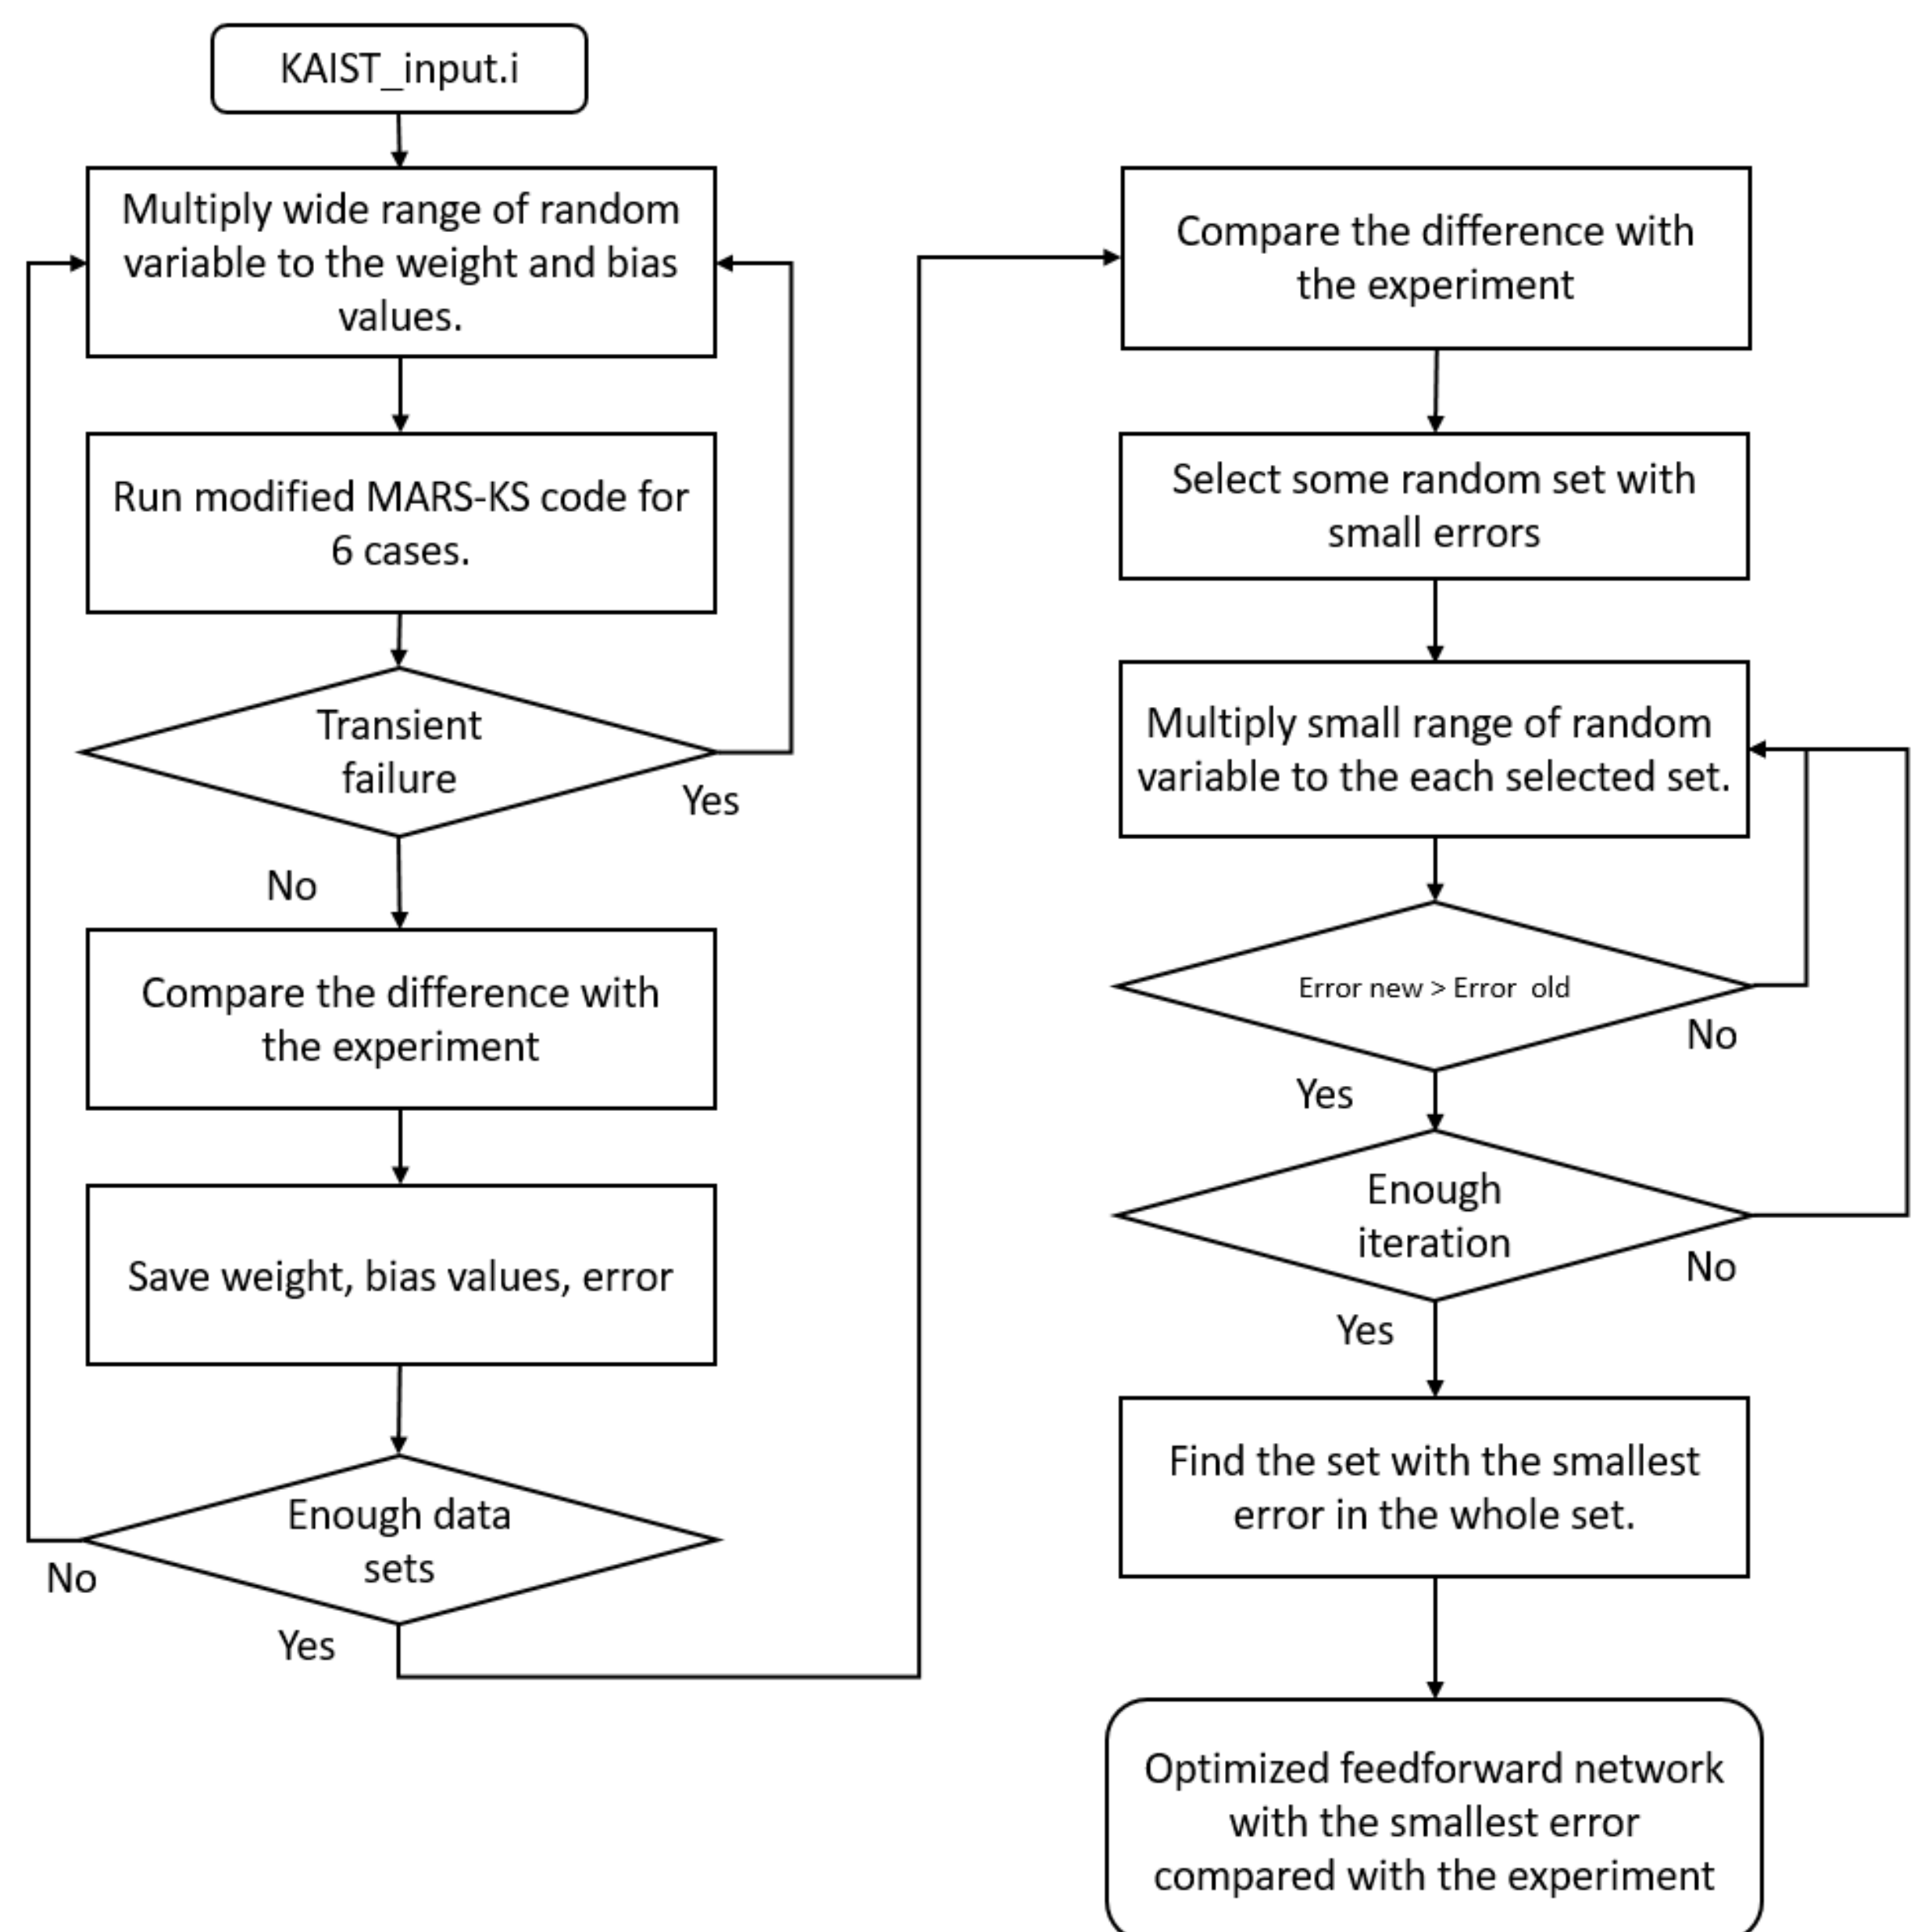 KAIST_input.i
Multiply wide range of random
variable to the weight and bias
values.
Run modified MARS-KS code for
6 cases.
Transient
failure
Yes
No
Compare the difference with
the experiment
Save weight, bias values, error
Enough data
sets
No
Yes
Compare the difference with
the experiment
Select some random set with
small errors
Multiply small range of random
variable to the each selected set.
Error new > Error  old
No
Yes
Enough
iteration
No
Yes
Find the set with the smallest
error in the whole set.
Optimized feedforward network
with the smallest error
compared with the experiment